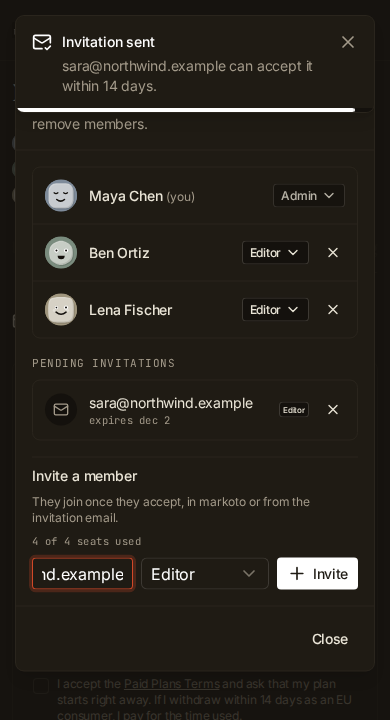 Invitation sent
sara@northwind.example can accept it
within 14 days.
remove members.
Maya Chen (you)
Admin
Ben Ortiz
Editor
Lena Fischer
Editor
PENDING INVITATIONS
sara@northwind.example
Editor
expires dec 2
Invite a member
They join once they accept, in markoto or from the
invitation email.
4 of 4 seats used
nd.example
Editor
Invite
Close
I accept the Paid Plans Terms and ask that my plan
starts right away. If I withdraw within 14 days as an EU
consumer, I pay for the time used.